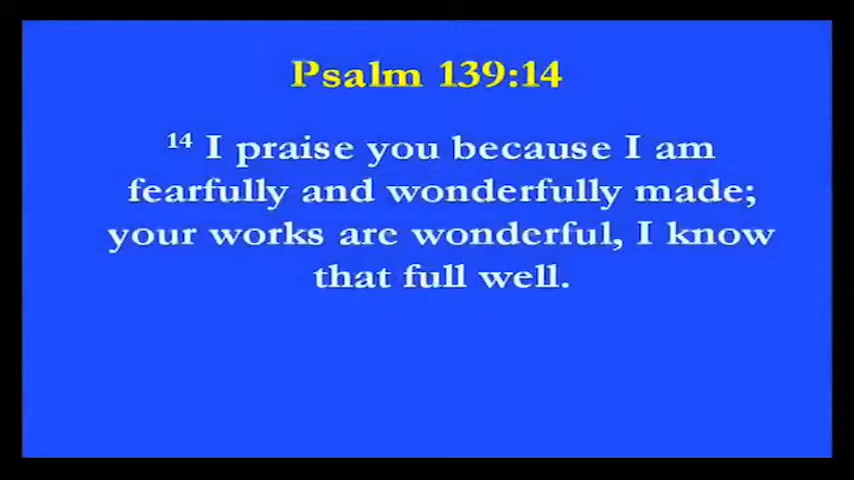 Psalm 139:14
14 I praise you because I am
fearfully and wonderfully made;
your works are wonderful, I know
that full well.